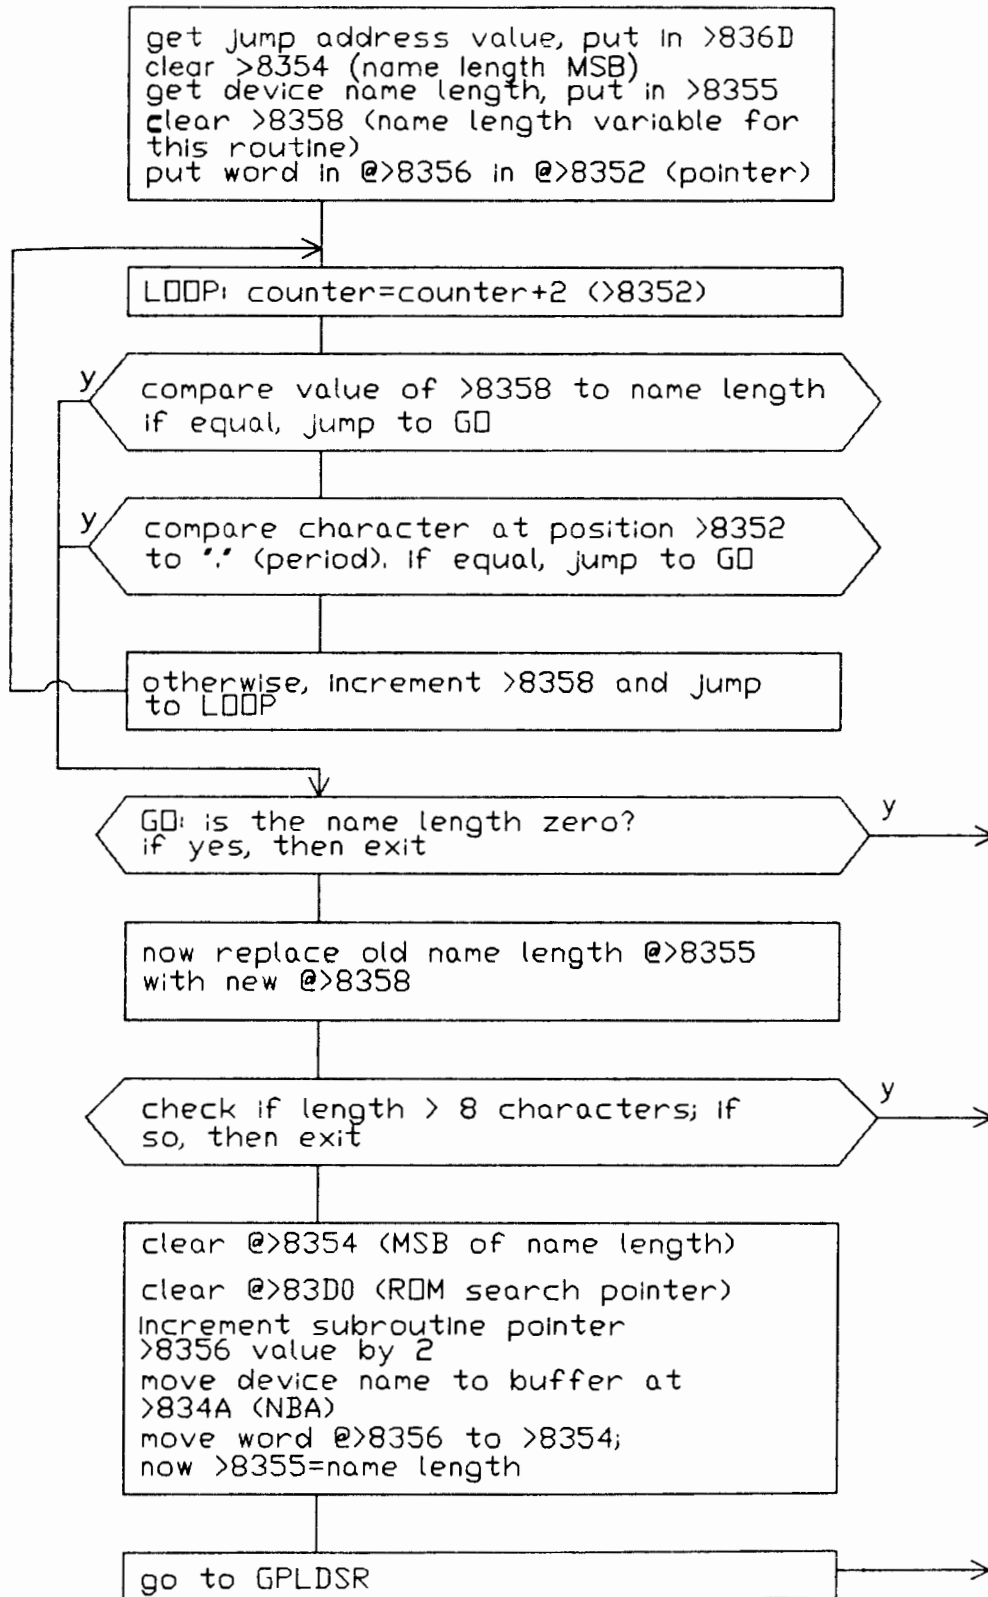 get jump address value, put in >836D
clear >8354 (name length MSB)
get device name length, put in >8355
clear >8358 (name length variable for
this routine)
put word in @>8356 in @>8352 (pointer)
LOOP: counter=counter+2 (>8352)
y
compare value of >8358 to name length
if equal, jump to GO
y
compare character at position >8352
to "." (period). if equal, jump to GO
otherwise, increment >8358 and jump
to LOOP
GO: is the name length zero?
if yes, then exit
y
now replace old name length @>8355
with new @>8358
check if length > 8 characters; if
so, then exit
y
clear @>8354 (MSB of name length)
clear @>83D0 (ROM search pointer)
increment subroutine pointer
>8356 value by 2
move device name to buffer at
>834A (NBA)
move word @>8356 to >8354;
now >8355=name length
go to GPLDSR